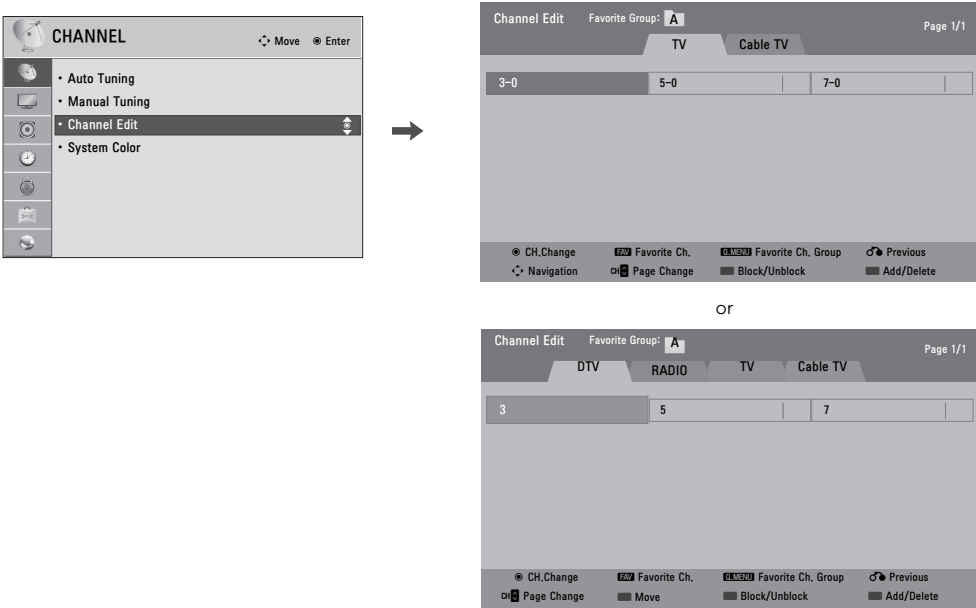 CHANNEL
Move Enter
• Auto Tuning
• Manual Tuning
• Channel Edit
• System Color
Channel Edit Favorite Group: A
Page 1/1
TV Cable TV
3-0 5-0 7-0
CH.Change FAV Favorite Ch. Q.MENU Favorite Ch. Group Previous
Navigation CH Page Change Block/Unblock Add/Delete
or
Channel Edit Favorite Group: A
Page 1/1
DTV RADIO TV Cable TV
3 5 7
CH.Change FAV Favorite Ch. Q.MENU Favorite Ch. Group Previous
CH Page Change Move Block/Unblock Add/Delete